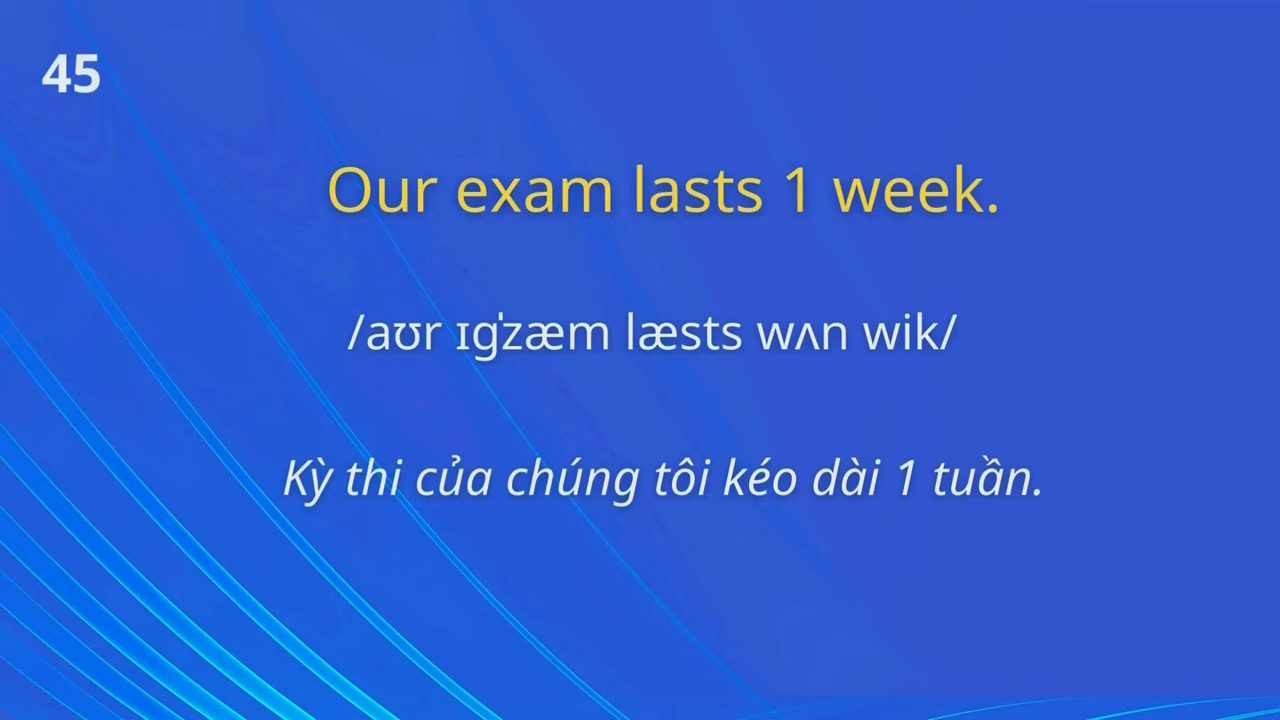 45
Our exam lasts 1 week.
/aʊr ɪɡˈzæm læsts wʌn wik/
Kỳ thi của chúng tôi kéo dài 1 tuần.